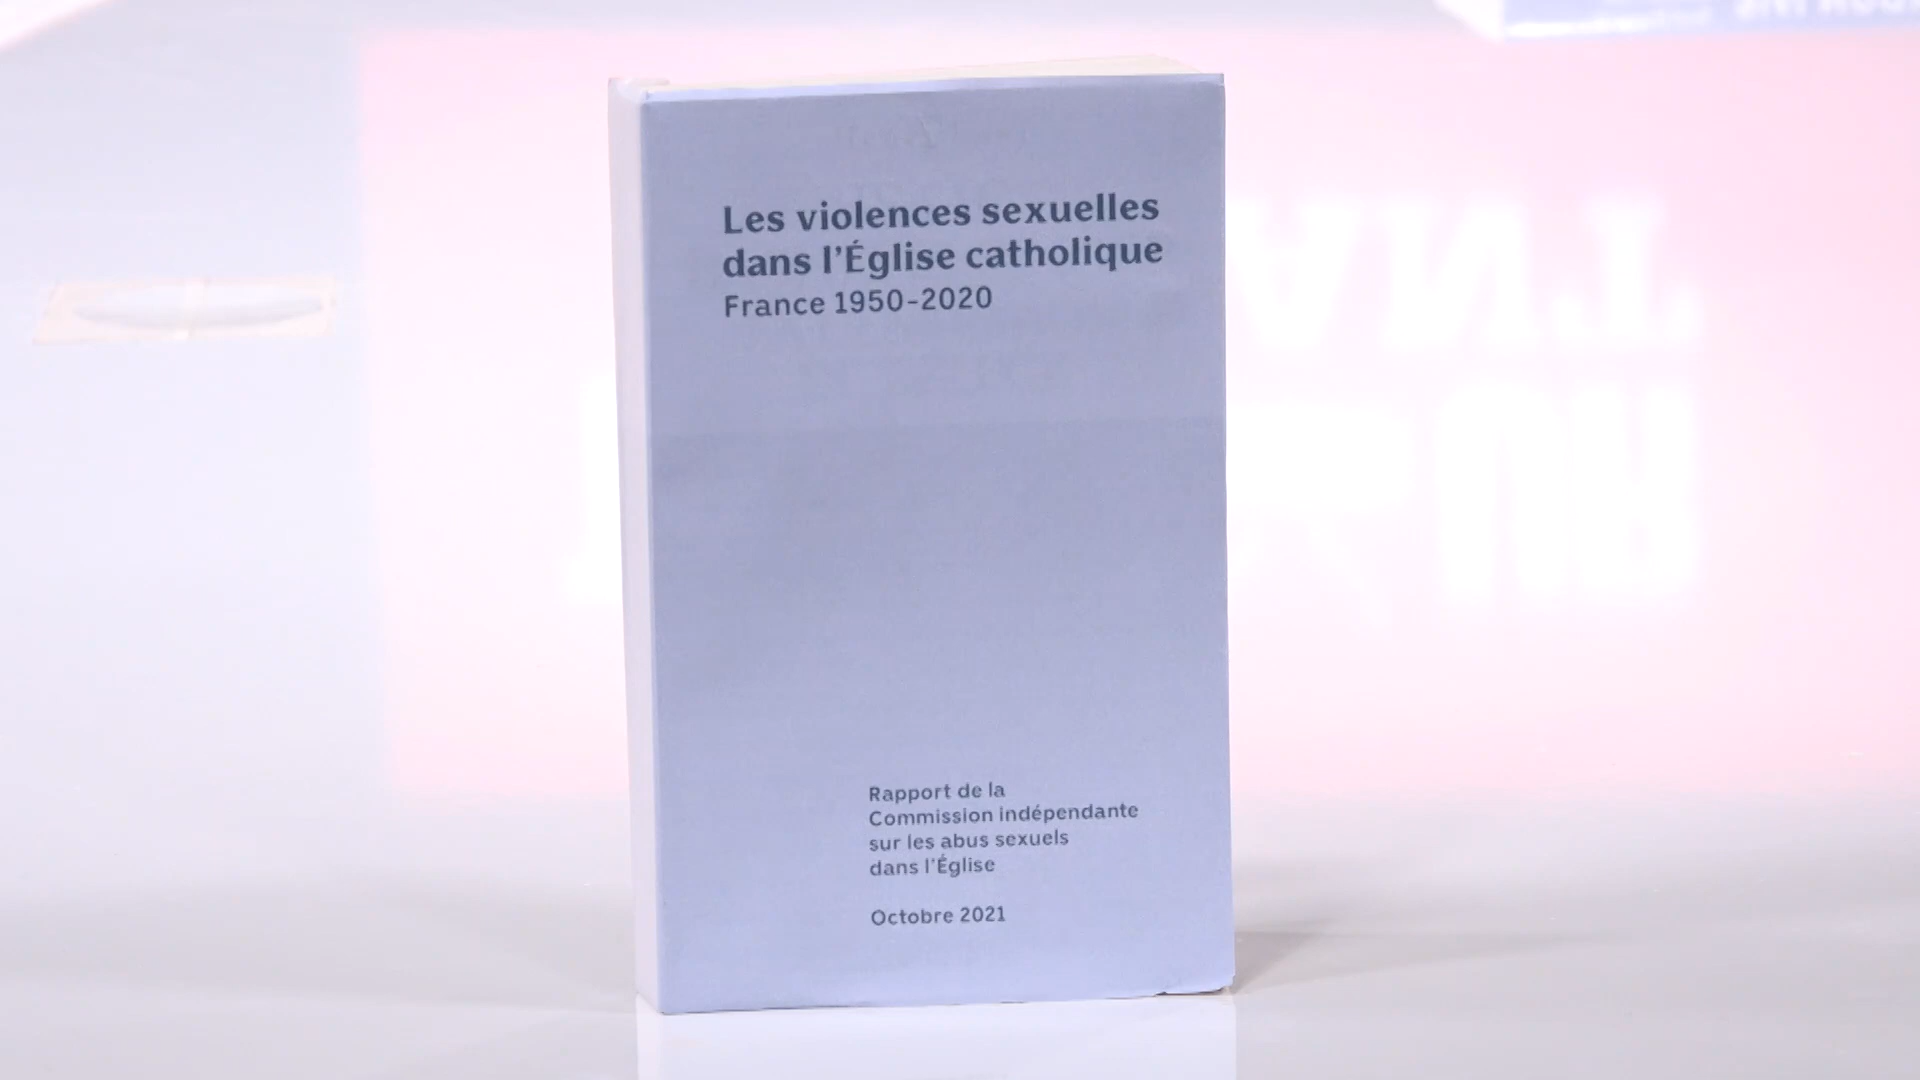 Les violences sexuelles
dans l'Église catholique
France 1950-2020
Rapport de la
Commission indépendante
sur les abus sexuels
dans l'Église
Octobre 2021